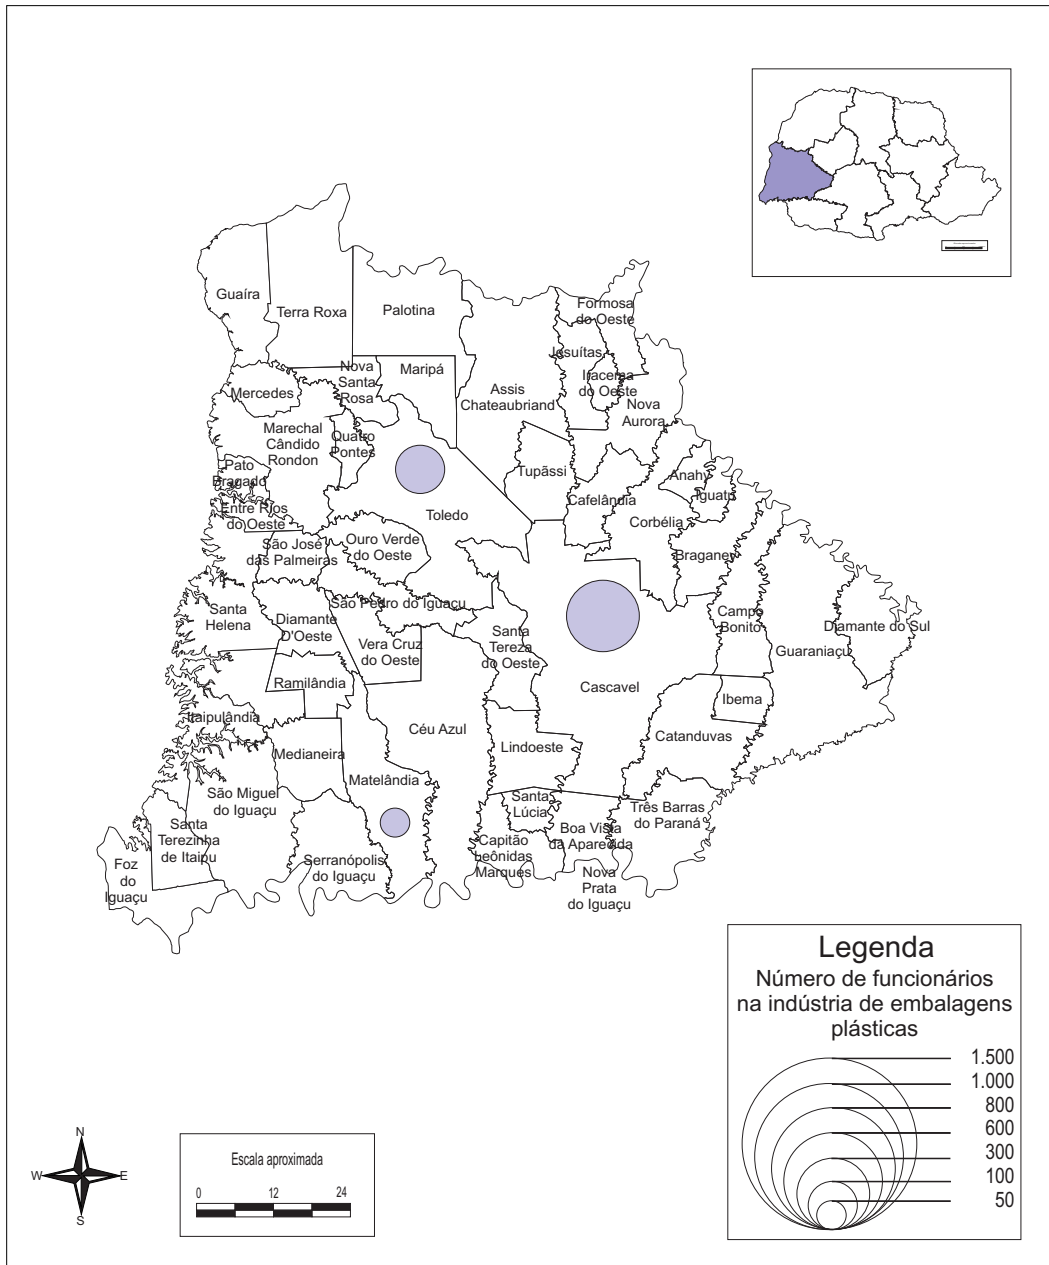 Guaíra
Terra Roxa
Palotina
Formosa
do Oeste
Jesuítas
Iracema
do Oeste
Nova
Santa
Rosa
Maripá
Assis
Chateaubriand
Nova
Aurora
Mercedes
Marechal
Cândido
Rondon
Quatro
Pontes
Pato
Bragado
Tupãssi
Anahy
Iguatu
Cafelândia
Corbélia
Entre Rios
do Oeste
Toledo
São José
das Palmeiras
Ouro Verde
do Oeste
Braganey
Santa
Helena
Diamante
D'Oeste
São Pedro do Iguaçu
Vera Cruz
do Oeste
Santa
Tereza
do Oeste
Campo
Bonito
Diamante do Sul
Guaraniaçu
Ramilândia
Cascavel
Ibema
Itaipulândia
Céu Azul
Catanduvas
Medianeira
Lindoeste
Matelândia
São Miguel
do Iguaçu
Santa
Lúcia
Três Barras
do Paraná
Santa
Terezinha
de Itaipu
Boa Vista
da Aparecida
Capitão
Leônidas
Marques
Foz
do
Iguaçu
Serranópolis
do Iguaçu
Nova
Prata
do Iguaçu
Legenda
Número de funcionários
na indústria de embalagens
plásticas
1.500
1.000
800
600
300
100
50
N
W
E
S
Escala aproximada
0 12 24